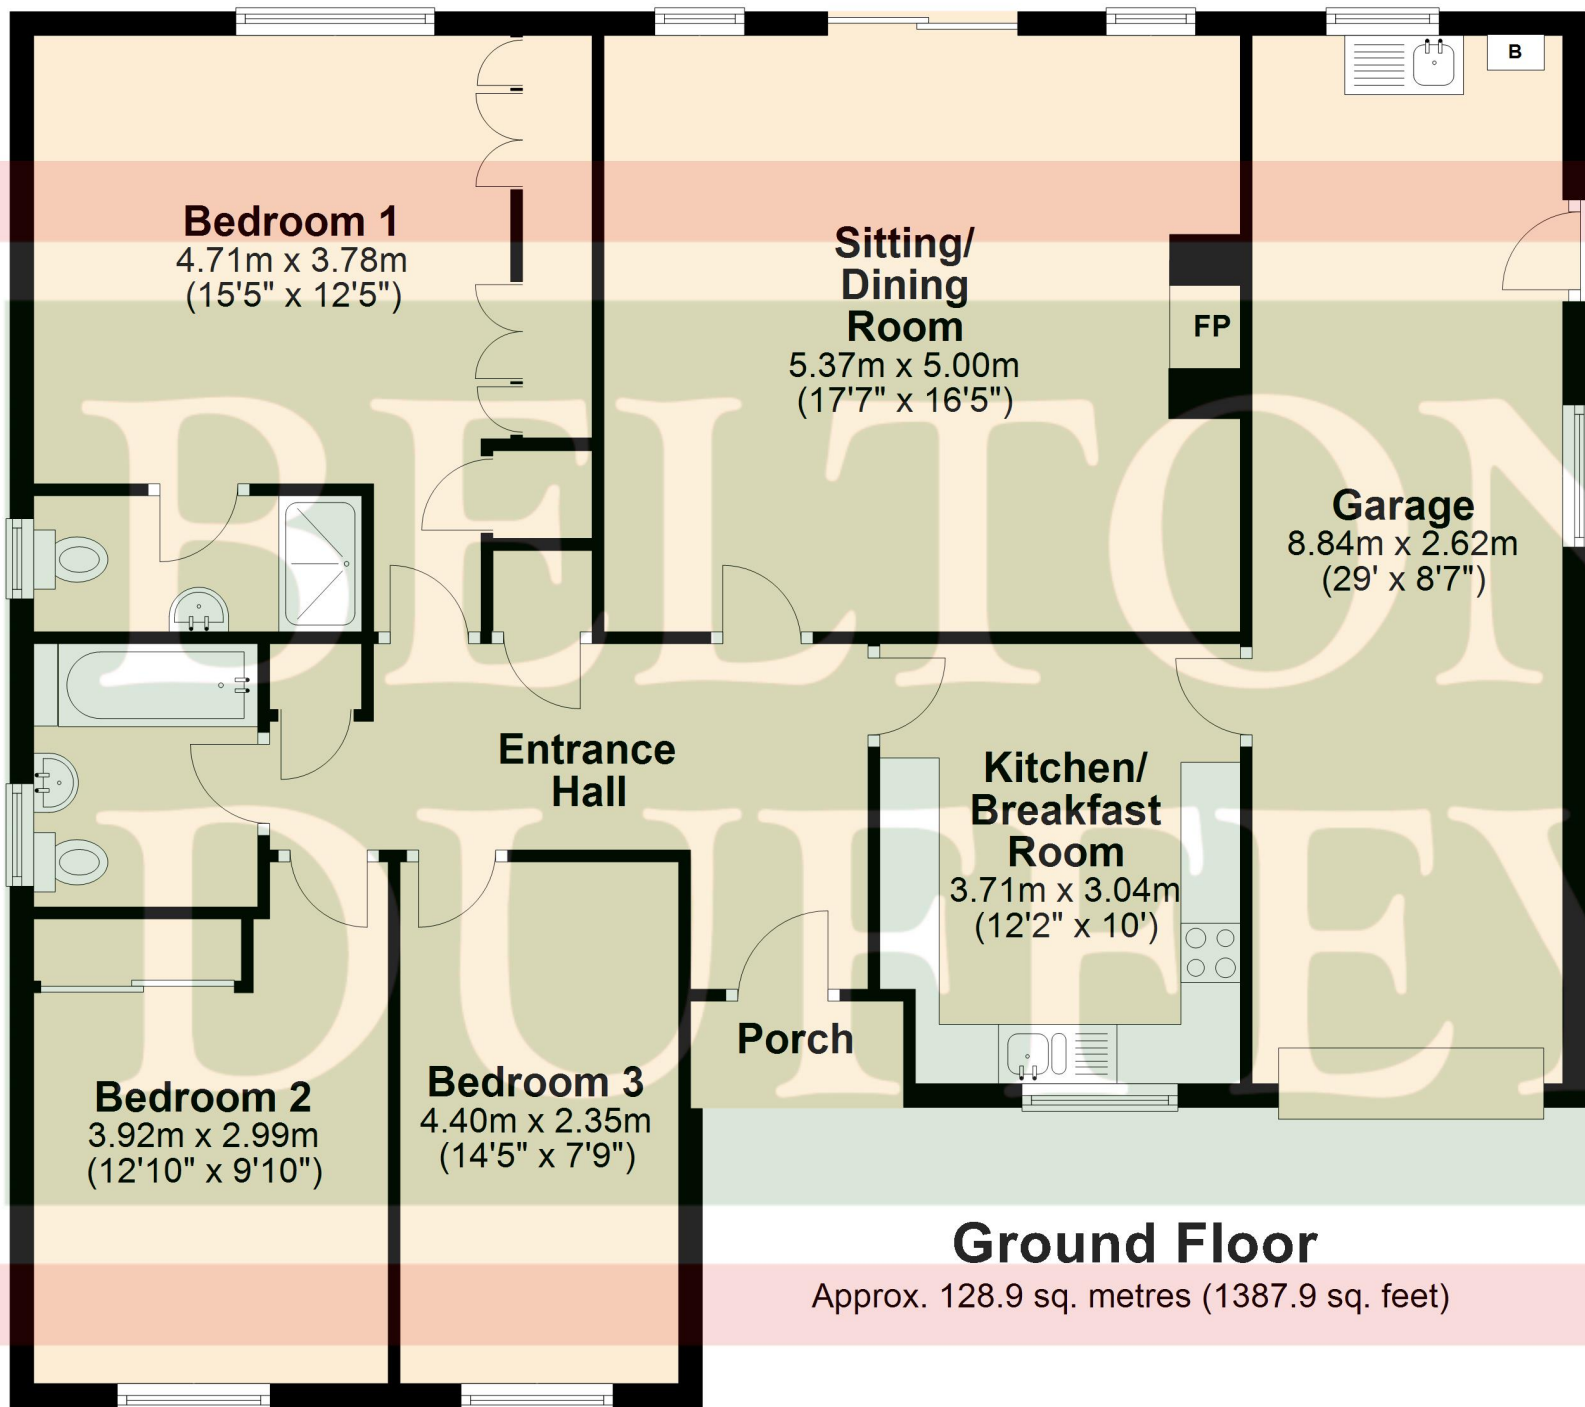 B
Bedroom 1
4.71m x 3.78m
(15'5" x 12'5")
Sitting/
Dining
Room
5.37m x 5.00m
(17'7" x 16'5")
FP
Garage
8.84m x 2.62m
(29' x 8'7")
BELTON
Entrance
Hall
Kitchen/
Breakfast
Room
3.71m x 3.04m
(12'2" x 10')
DUFFEY
Porch
Bedroom 2
3.92m x 2.99m
(12'10" x 9'10")
Bedroom 3
4.40m x 2.35m
(14'5" x 7'9")
Ground Floor
Approx. 128.9 sq. metres (1387.9 sq. feet)